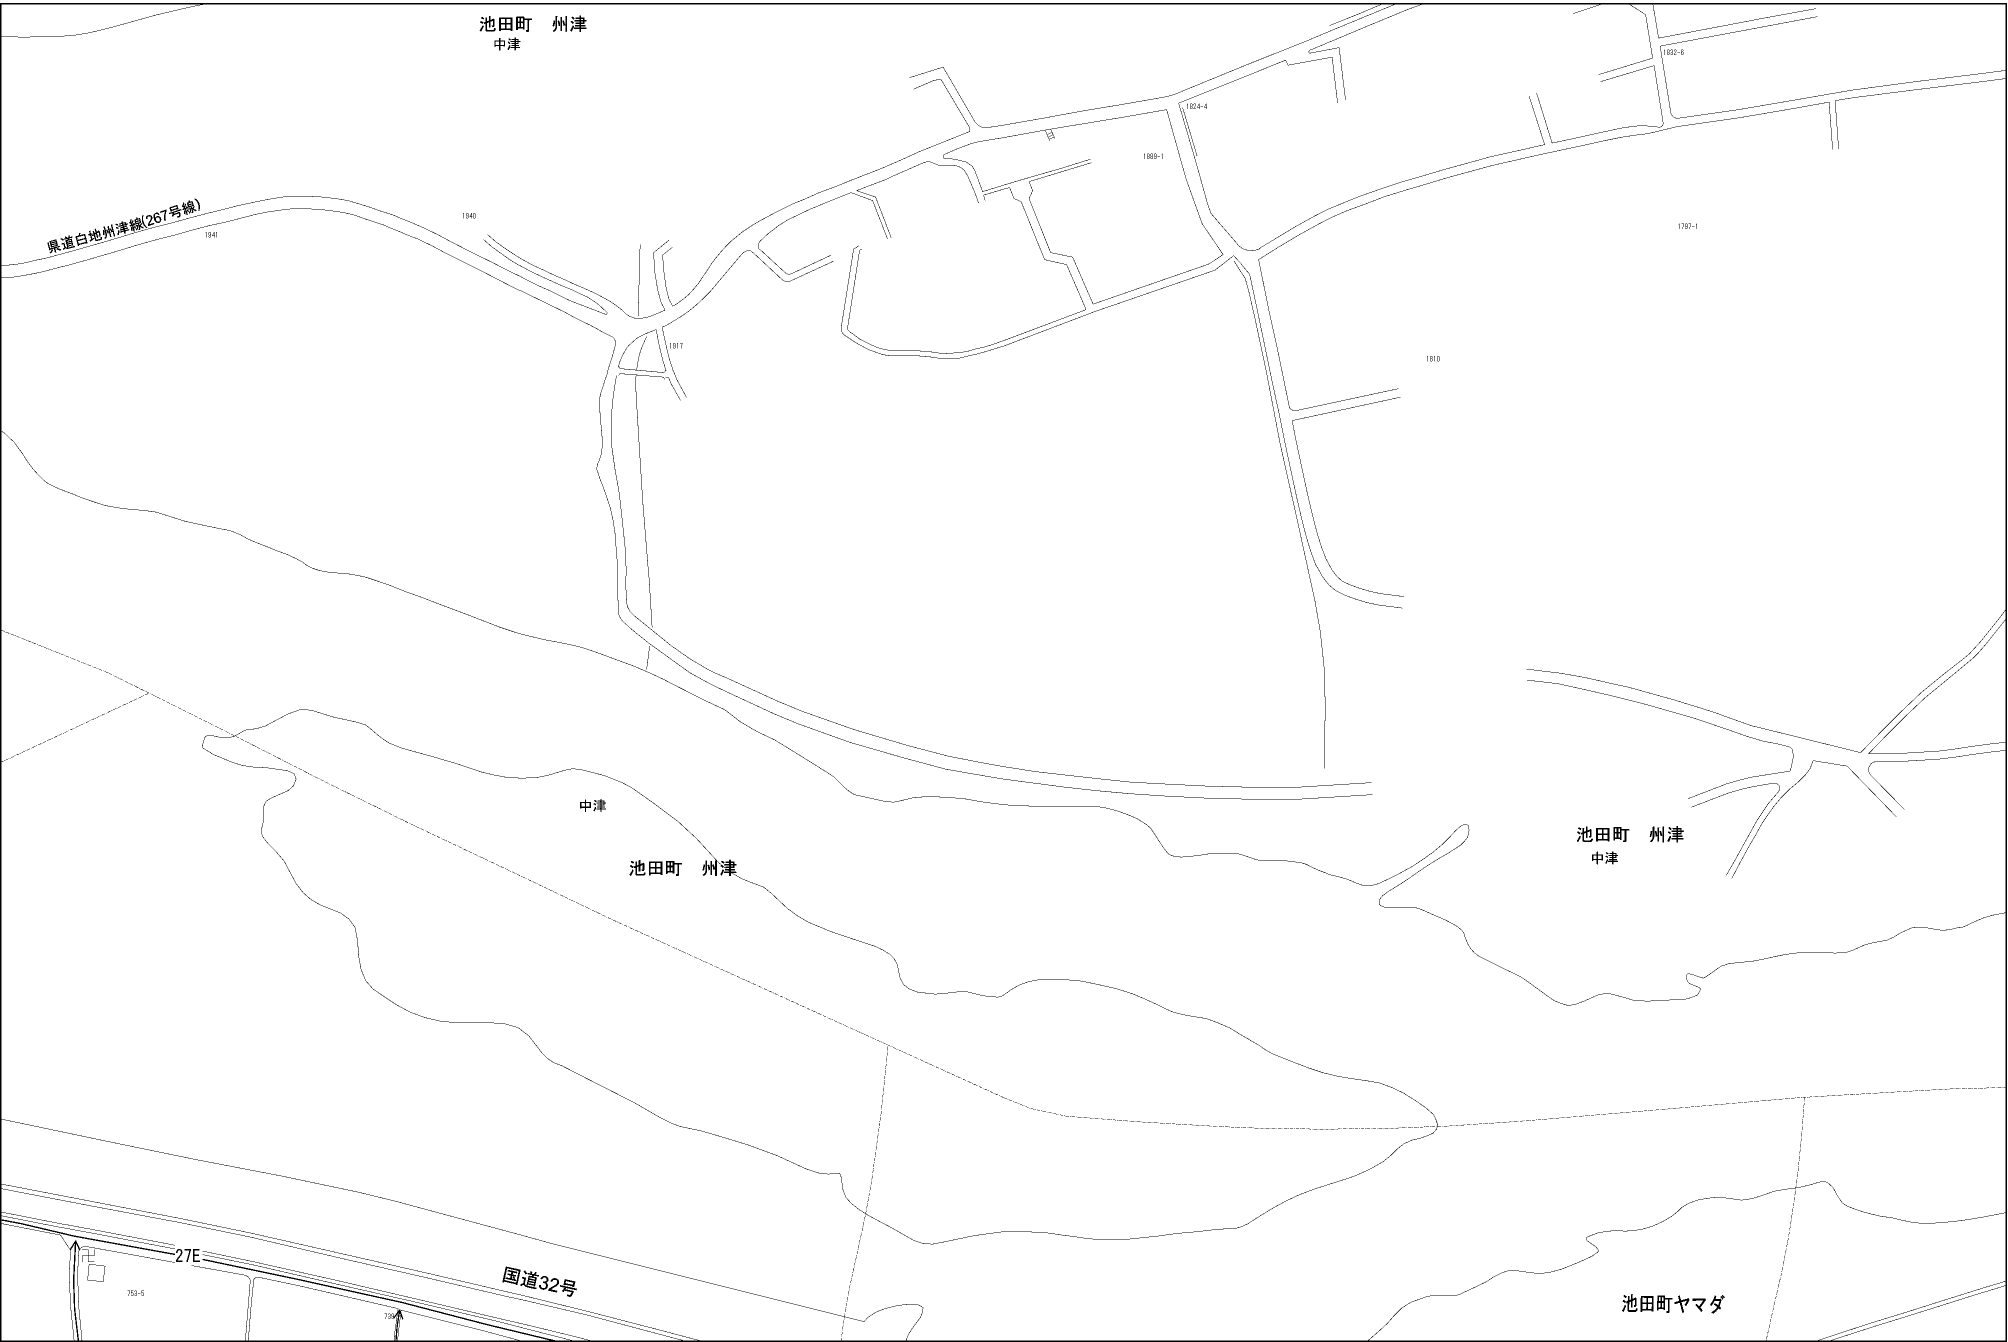 池田町　州津
中津
1832-6
1824-4
1899-1
県道白地州津線(267号線)
1940
1941
1797-1
1917
1810
中津
池田町　州津
池田町　州津
中津
27E
国道32号
753-5
池田町ヤマダ